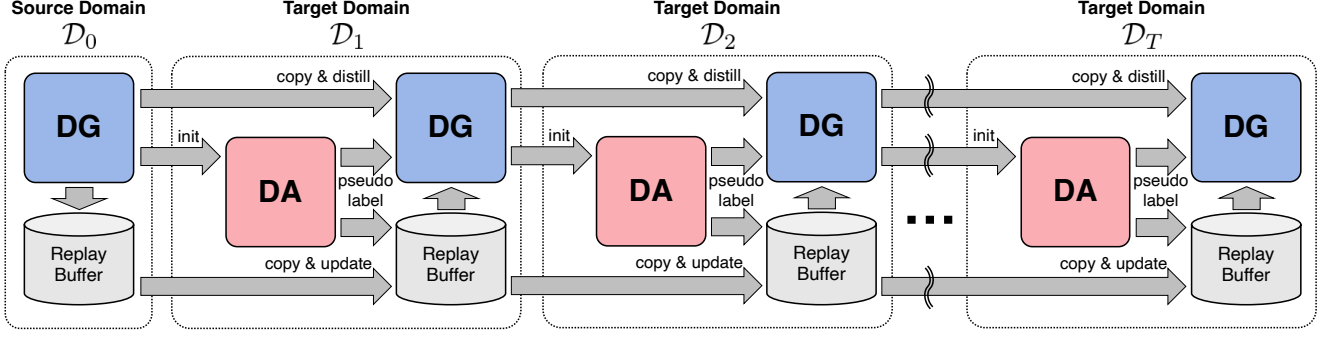 Source Domain
𝒟₀
Target Domain
𝒟₁
Target Domain
𝒟₂
Target Domain
𝒟_T
DG
init
Replay
Buffer
copy & distill
DA
pseudo
label
DG
Replay
Buffer
copy & update
copy & distill
init
DA
pseudo
label
DG
Replay
Buffer
copy & update
...
copy & distill
init
DA
pseudo
label
DG
Replay
Buffer
copy & update